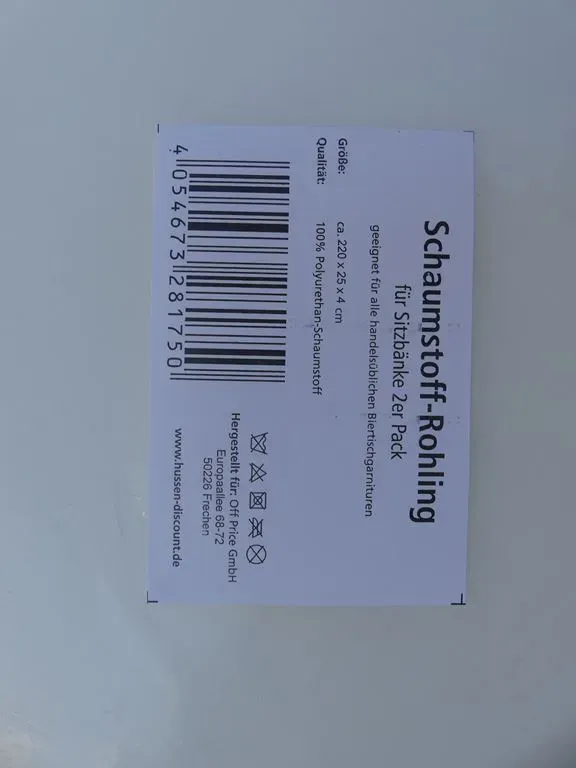 Schaumstoff-Rohling
für Sitzbänke 2er Pack
geeignet für alle handelsüblichen Biertischgarnituren
Größe: ca. 220 x 25 x 4 cm
Qualität: 100% Polyurethan-Schaumstoff
4 054673 281750
Hergestellt für: Off Price GmbH
Europaallee 68-72
50226 Frechen
www.hussen-discount.de